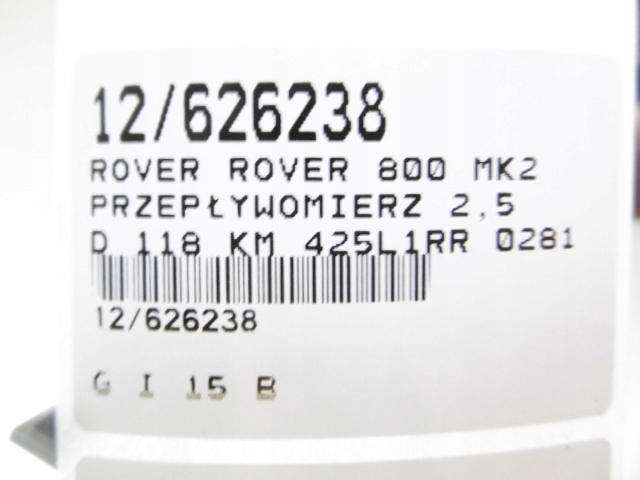 12/626238
ROVER ROVER 800 MK2
PRZEPŁYWOMIERZ 2,5
D 118 KM 425L1RR 0281
12/626238
G I 15 B